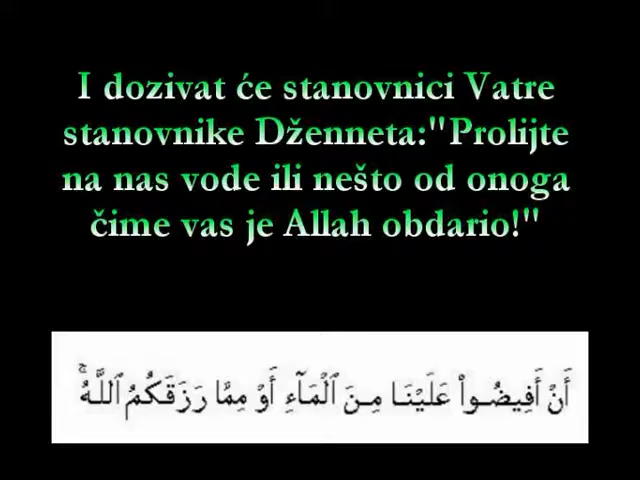 I dozivat će stanovnici Vatre
stanovnike Dženneta:"Prolijte
na nas vode ili nešto od onoga
čime vas je Allah obdario!"
أَنْ أَفِيضُوا۟ عَلَيْنَا مِنَ ٱلْمَآءِ أَوْ مِمَّا رَزَقَكُمُ ٱللَّهُ ۚ